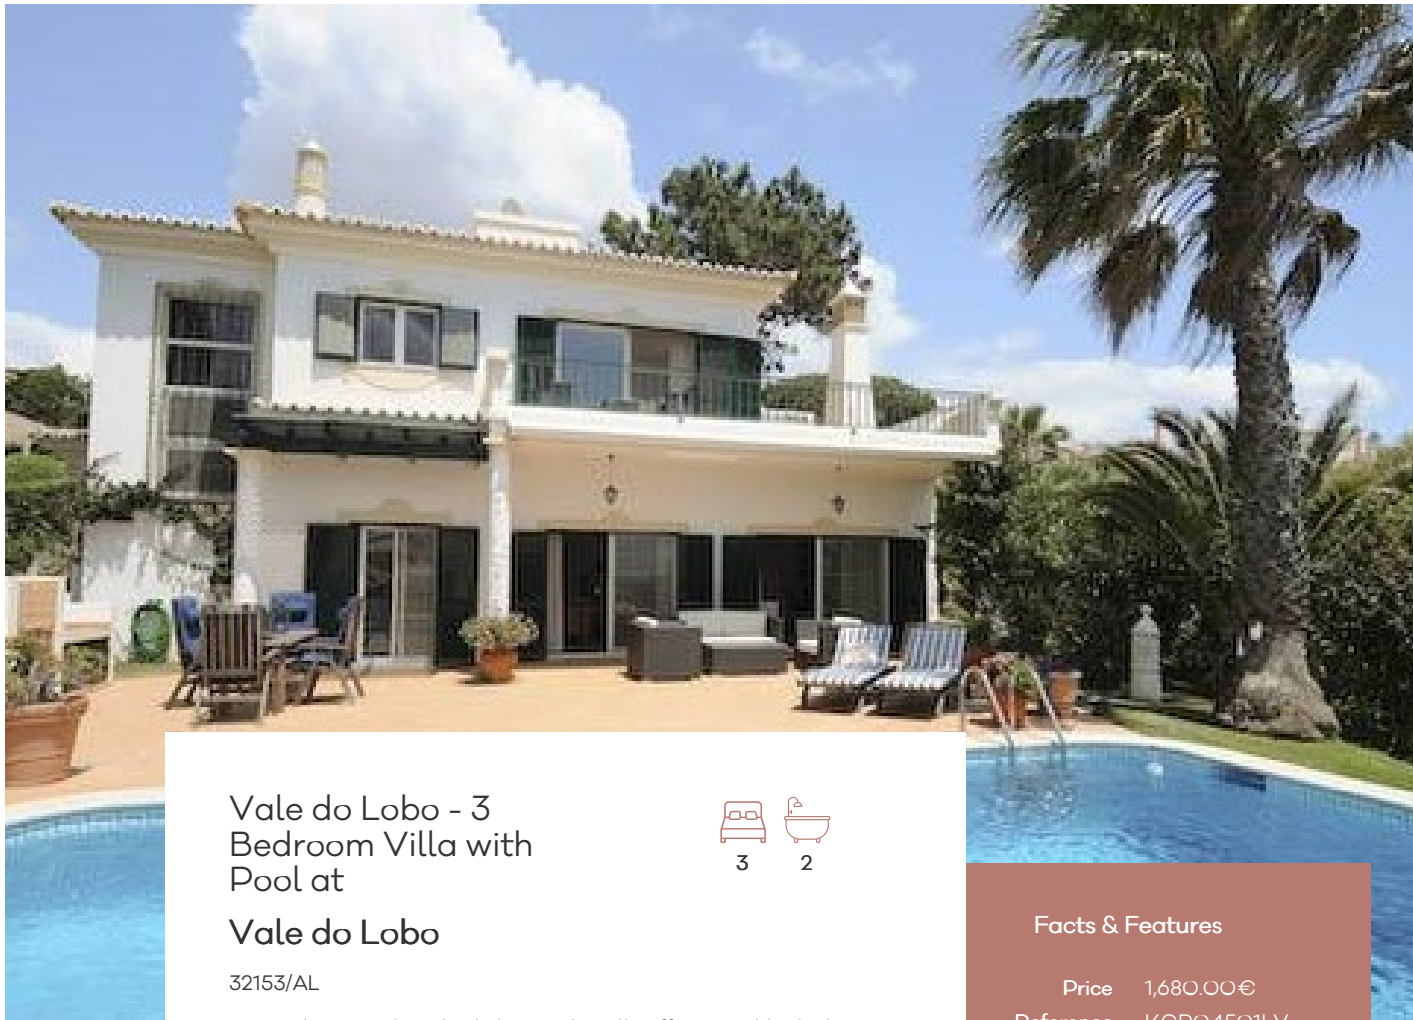 Vale do Lobo - 3
Bedroom Villa with
Pool at
3 2
Vale do Lobo
32153/AL
Facts & Features
Price 1,680.00€
Reference